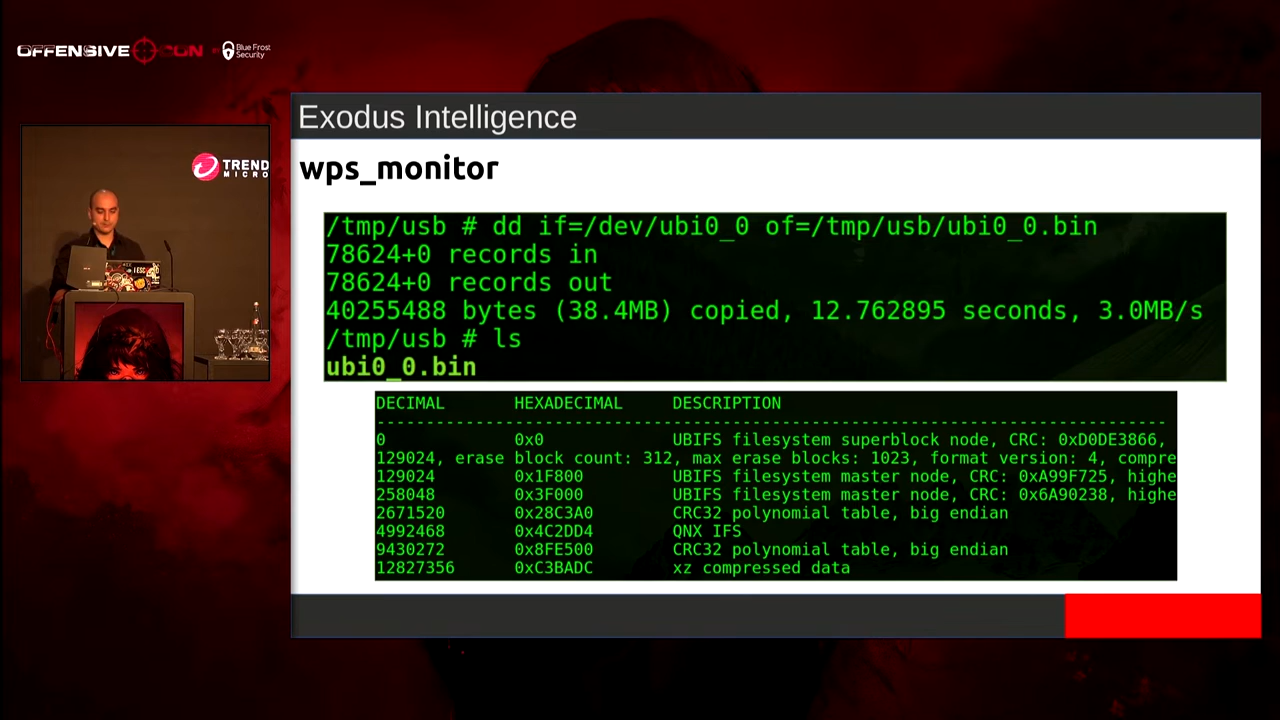 OFFENSIVE CON BY Blue Frost Security
TREND
MICRO
Exodus Intelligence
wps_monitor
/tmp/usb # dd if=/dev/ubi0_0 of=/tmp/usb/ubi0_0.bin
78624+0 records in
78624+0 records out
40255488 bytes (38.4MB) copied, 12.762895 seconds, 3.0MB/s
/tmp/usb # ls
ubi0_0.bin
DECIMAL HEXADECIMAL DESCRIPTION
--------------------------------------------------------------------------------
0 0x0 UBIFS filesystem superblock node, CRC: 0xD0DE3866,
129024, erase block count: 312, max erase blocks: 1023, format version: 4, compre
129024 0x1F800 UBIFS filesystem master node, CRC: 0xA99F725, highe
258048 0x3F000 UBIFS filesystem master node, CRC: 0x6A90238, highe
2671520 0x28C3A0 CRC32 polynomial table, big endian
4992468 0x4C2DD4 QNX IFS
9430272 0x8FE500 CRC32 polynomial table, big endian
12827356 0xC3BADC xz compressed data